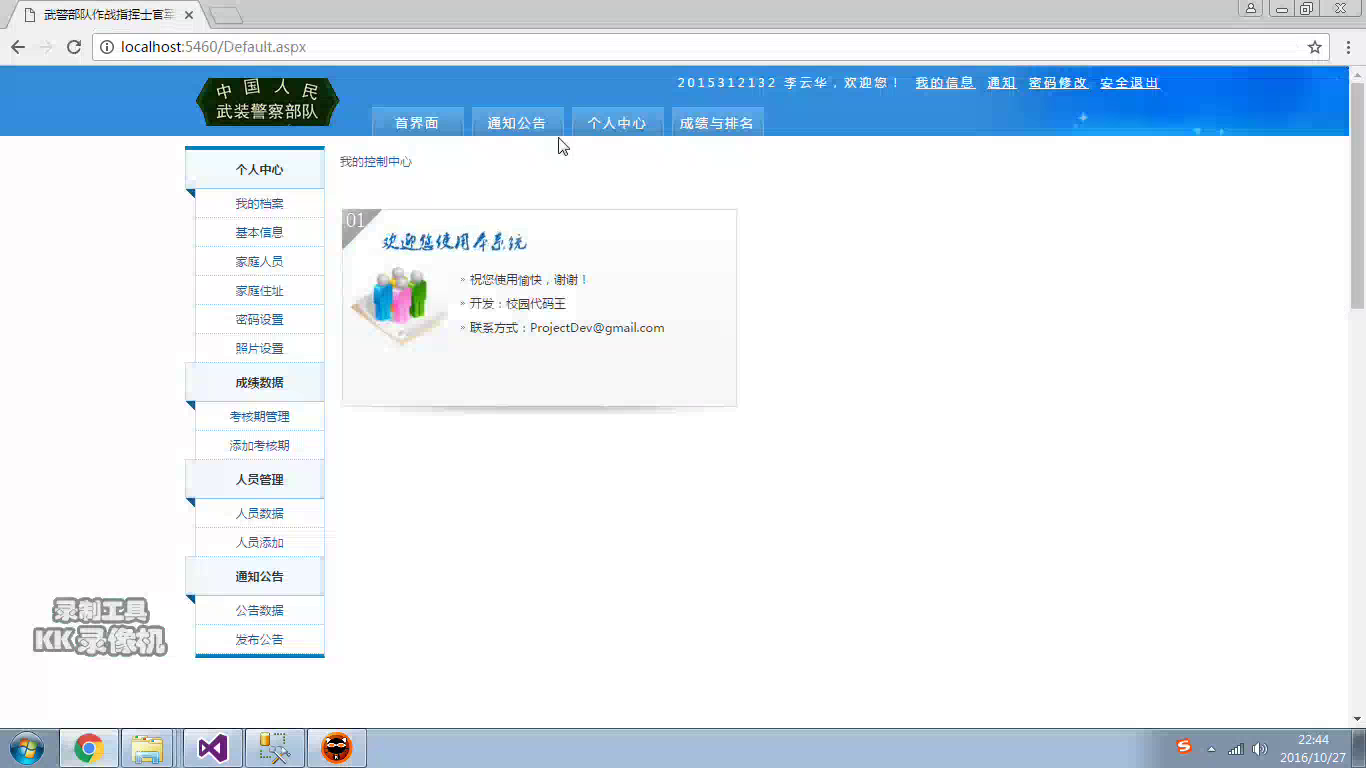 武警部队作战指挥士官军
localhost:5460/Default.aspx
中国人民
武装警察部队
2015312132 李云华，欢迎您！ 我的信息 通知 密码修改 安全退出
首界面 通知公告 个人中心 成绩与排名
个人中心
我的档案
基本信息
家庭人员
家庭住址
密码设置
照片设置
成绩数据
考核期管理
添加考核期
人员管理
人员数据
人员添加
通知公告
公告数据
发布公告
我的控制中心
01
欢迎您使用本系统
» 祝您使用愉快，谢谢！
» 开发：校园代码王
» 联系方式：ProjectDev@gmail.com
录制工具
KK录像机
22:44
2016/10/27